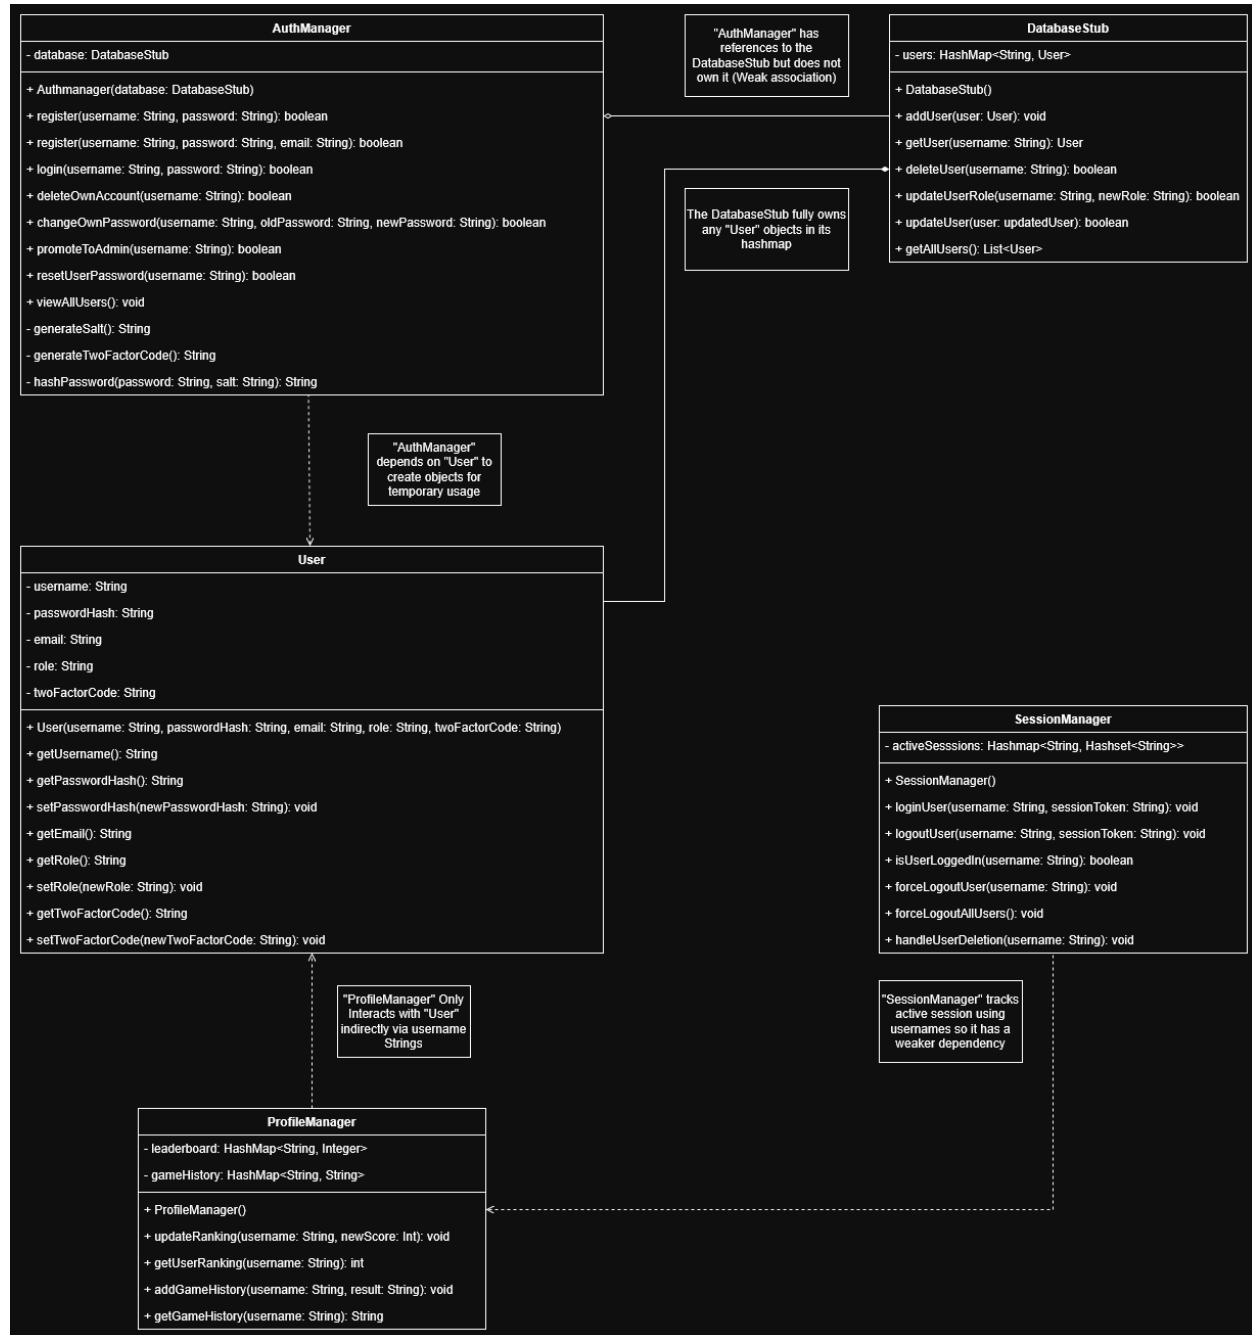 AuthManager
- database: DatabaseStub
+ Authmanager(database: DatabaseStub)
+ register(username: String, password: String): boolean
+ register(username: String, password: String, email: String): boolean
+ login(username: String, password: String): boolean
+ deleteOwnAccount(username: String): boolean
+ changeOwnPassword(username: String, oldPassword: String, newPassword: String): boolean
+ promoteToAdmin(username: String): boolean
+ resetUserPassword(username: String): boolean
+ viewAllUsers(): void
- generateSalt(): String
- generateTwoFactorCode(): String
- hashPassword(password: String, salt: String): String
"AuthManager" has
references to the
DatabaseStub but does not
own it (Weak association)
DatabaseStub
- users: HashMap<String, User>
+ DatabaseStub()
+ addUser(user: User): void
+ getUser(username: String): User
+ deleteUser(username: String): boolean
+ updateUserRole(username: String, newRole: String): boolean
+ updateUser(user: updatedUser): boolean
+ getAllUsers(): List<User>
The DatabaseStub fully owns
any "User" objects in its
hashmap
"AuthManager"
depends on "User" to
create objects for
temporary usage
User
- username: String
- passwordHash: String
- email: String
- role: String
- twoFactorCode: String
+ User(username: String, passwordHash: String, email: String, role: String, twoFactorCode: String)
+ getUsername(): String
+ getPasswordHash(): String
+ setPasswordHash(newPasswordHash: String): void
+ getEmail(): String
+ getRole(): String
+ setRole(newRole: String): void
+ getTwoFactorCode(): String
+ setTwoFactorCode(newTwoFactorCode: String): void
SessionManager
- activeSesssions: Hashmap<String, Hashset<String>>
+ SessionManager()
+ loginUser(username: String, sessionToken: String): void
+ logoutUser(username: String, sessionToken: String): void
+ isUserLoggedIn(username: String): boolean
+ forceLogoutUser(username: String): void
+ forceLogoutAllUsers(): void
+ handleUserDeletion(username: String): void
"ProfileManager" Only
Interacts with "User"
indirectly via username
Strings
"SessionManager" tracks
active session using
usernames so it has a
weaker dependency
ProfileManager
- leaderboard: HashMap<String, Integer>
- gameHistory: HashMap<String, String>
+ ProfileManager()
+ updateRanking(username: String, newScore: Int): void
+ getUserRanking(username: String): int
+ addGameHistory(username: String, result: String): void
+ getGameHistory(username: String): String